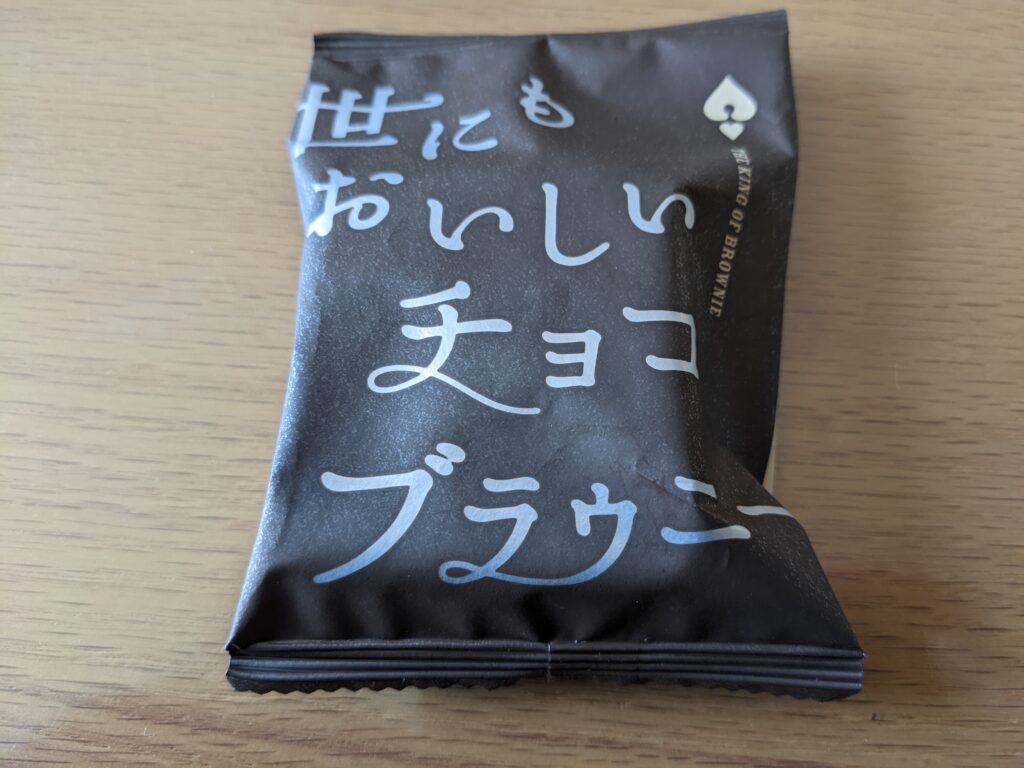 世にも
おいしい
チョコ
ブラウニー
THE KING OF BROWNIE